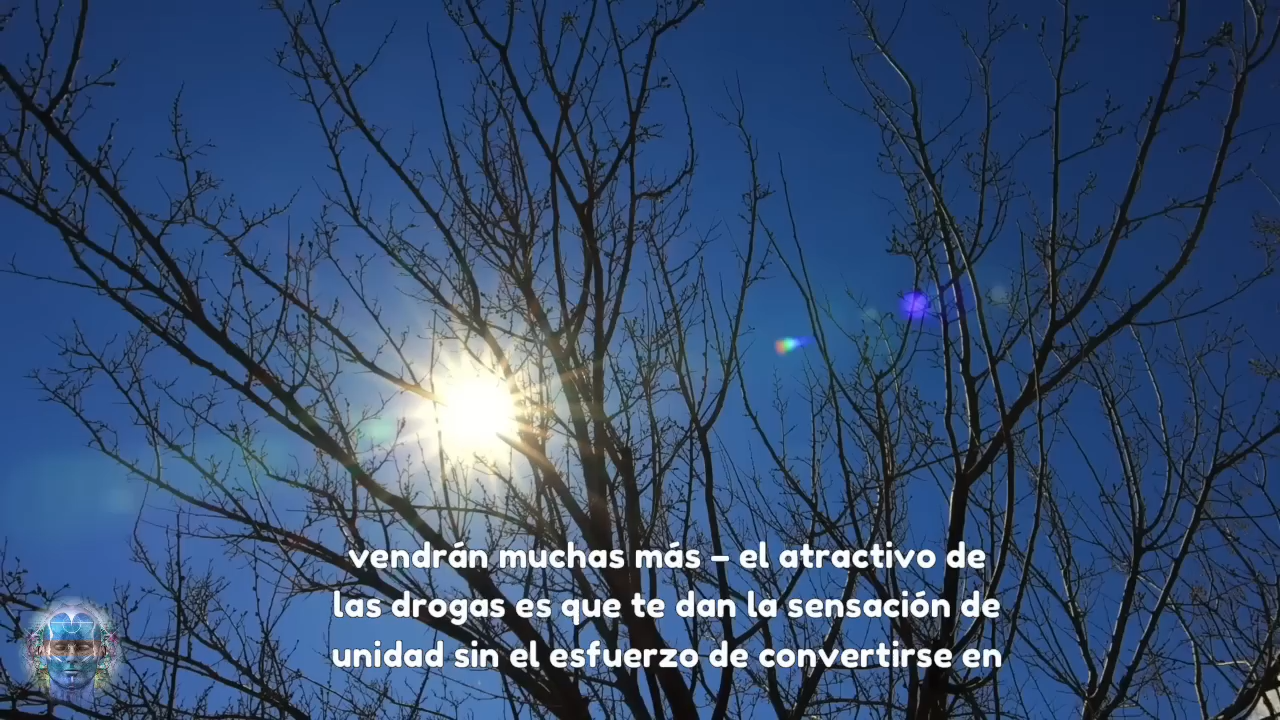 vendrán muchas más – el atractivo de
las drogas es que te dan la sensación de
unidad sin el esfuerzo de convertirse en